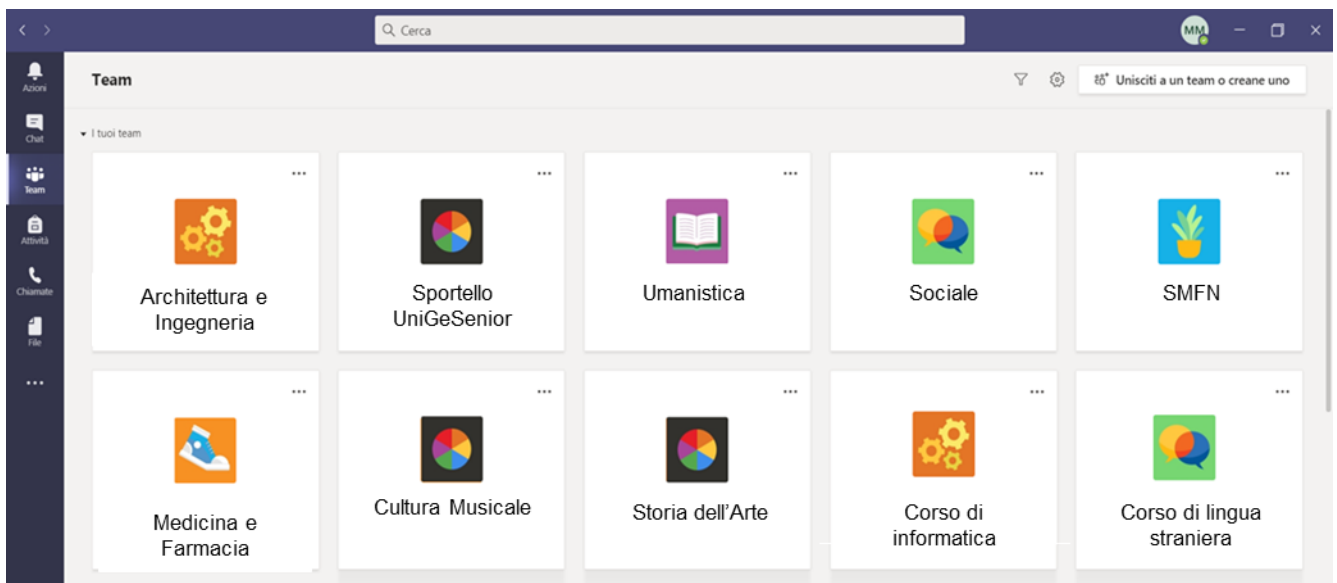 Cerca
MM
Azioni
Chat
Team
Attività
Chiamate
File
Team
Unisciti a un team o creane uno
I tuoi team
Architettura e
Ingegneria
Sportello
UniGeSenior
Umanistica
Sociale
SMFN
Medicina e
Farmacia
Cultura Musicale
Storia dell'Arte
Corso di
informatica
Corso di lingua
straniera